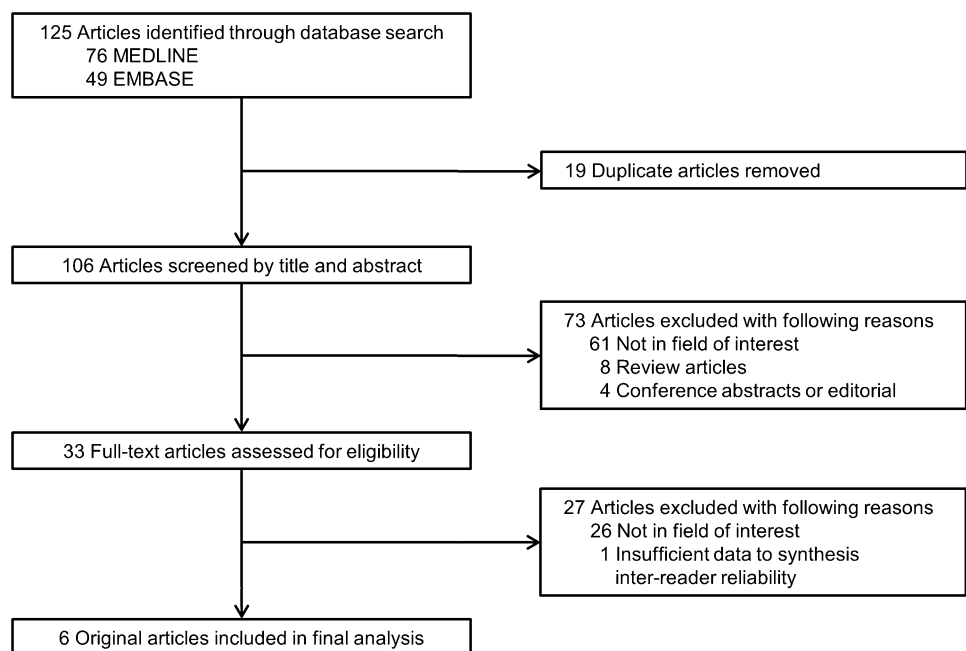 125 Articles identified through database search
76 MEDLINE
49 EMBASE
19 Duplicate articles removed
106 Articles screened by title and abstract
73 Articles excluded with following reasons
61 Not in field of interest
8 Review articles
4 Conference abstracts or editorial
33 Full-text articles assessed for eligibility
27 Articles excluded with following reasons
26 Not in field of interest
1 Insufficient data to synthesis
inter-reader reliability
6 Original articles included in final analysis